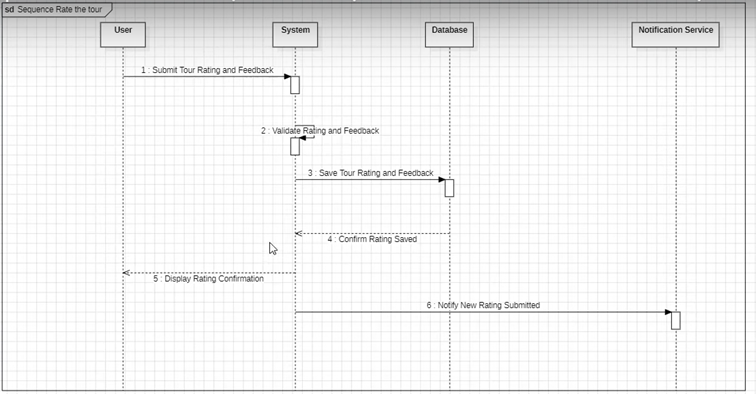 sd Sequence Rate the tour
User
System
Database
Notification Service
1 : Submit Tour Rating and Feedback
2 : Validate Rating and Feedback
3 : Save Tour Rating and Feedback
4 : Confirm Rating Saved
5 : Display Rating Confirmation
6 : Notify New Rating Submitted